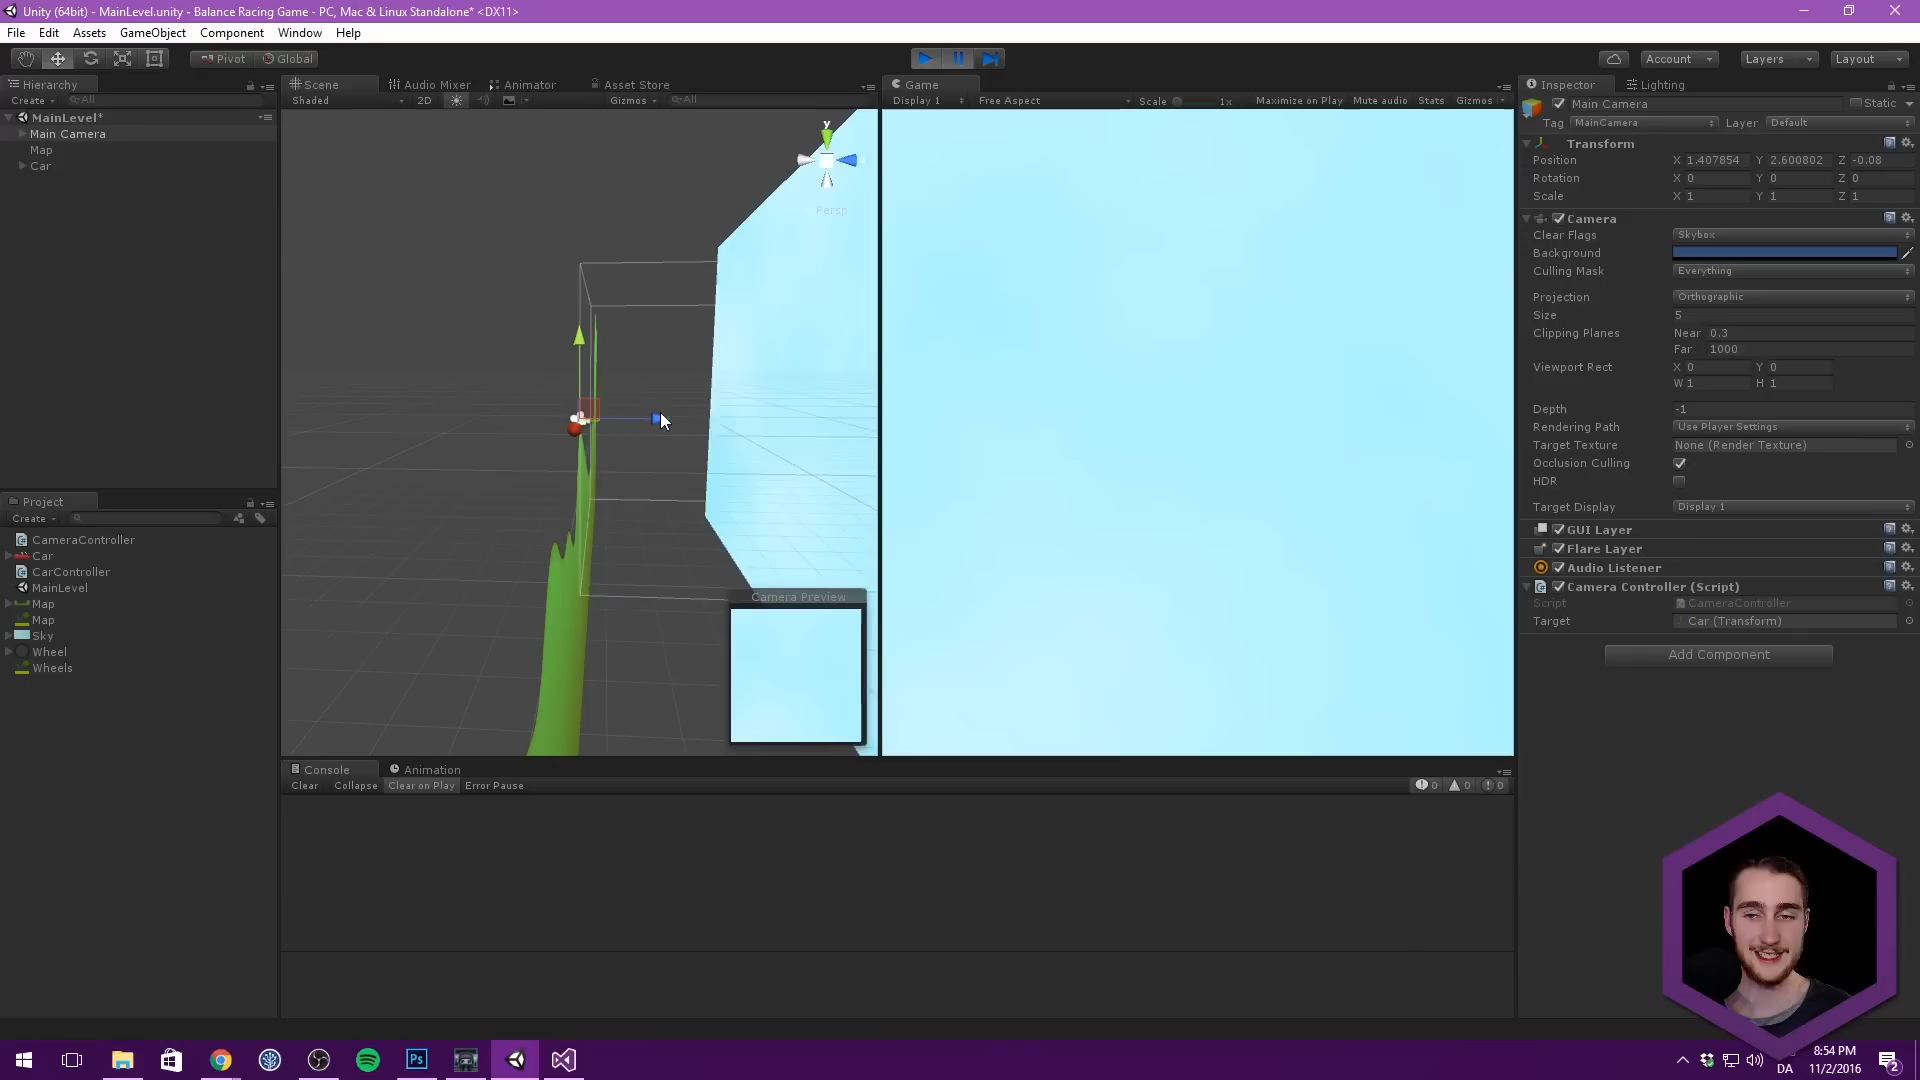 Unity (64bit) - MainLevel.unity - Balance Racing Game - PC, Mac & Linux Standalone* <DX11>
File Edit Assets GameObject Component Window Help
Pivot Global Account Layers Layout
Hierarchy
Create All
MainLevel*
Main Camera
Map
Car
Project
Create
CameraController
Car
CarController
MainLevel
Map
Map
Sky
Wheel
Wheels
Scene Audio Mixer Animator Asset Store
Shaded 2D Gizmos All
y
Persp
Camera Preview
Game
Display 1 Free Aspect Scale 1x Maximize on Play Mute audio Stats Gizmos
Console Animation
Clear Collapse Clear on Play Error Pause 0 0 0
Inspector Lighting
Main Camera Static
Tag MainCamera Layer Default
Transform
Position X 1.407854 Y 2.600802 Z -0.08
Rotation X 0 Y 0 Z 0
Scale X 1 Y 1 Z 1
Camera
Clear Flags Skybox
Background
Culling Mask Everything
Projection Orthographic
Size 5
Clipping Planes Near 0.3
Far 1000
Viewport Rect X 0 Y 0
W 1 H 1
Depth -1
Rendering Path Use Player Settings
Target Texture None (Render Texture)
Occlusion Culling
HDR
Target Display Display 1
GUI Layer
Flare Layer
Audio Listener
Camera Controller (Script)
Script CameraController
Target Car (Transform)
Add Component
Ps
DA
8:54 PM
11/2/2016
2